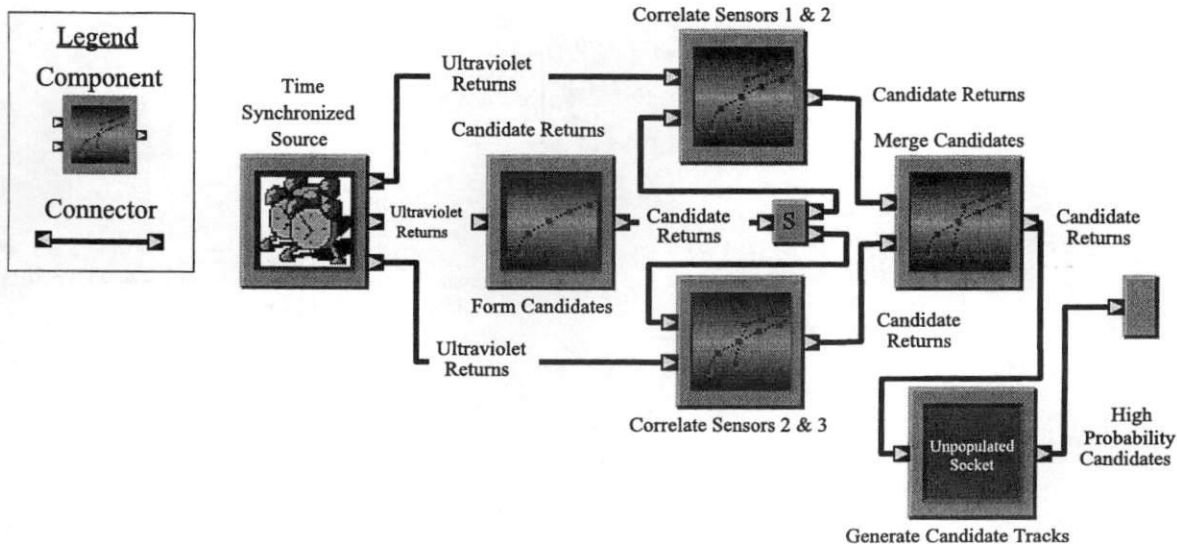 Legend
Component
Connector
Time
Synchronized
Source
Ultraviolet
Returns
Candidate Returns
Ultraviolet
Returns
Ultraviolet
Returns
Form Candidates
Candidate
Returns
S
Correlate Sensors 1 & 2
Correlate Sensors 2 & 3
Candidate Returns
Merge Candidates
Candidate
Returns
Candidate
Returns
Unpopulated
Socket
Generate Candidate Tracks
High
Probability
Candidates